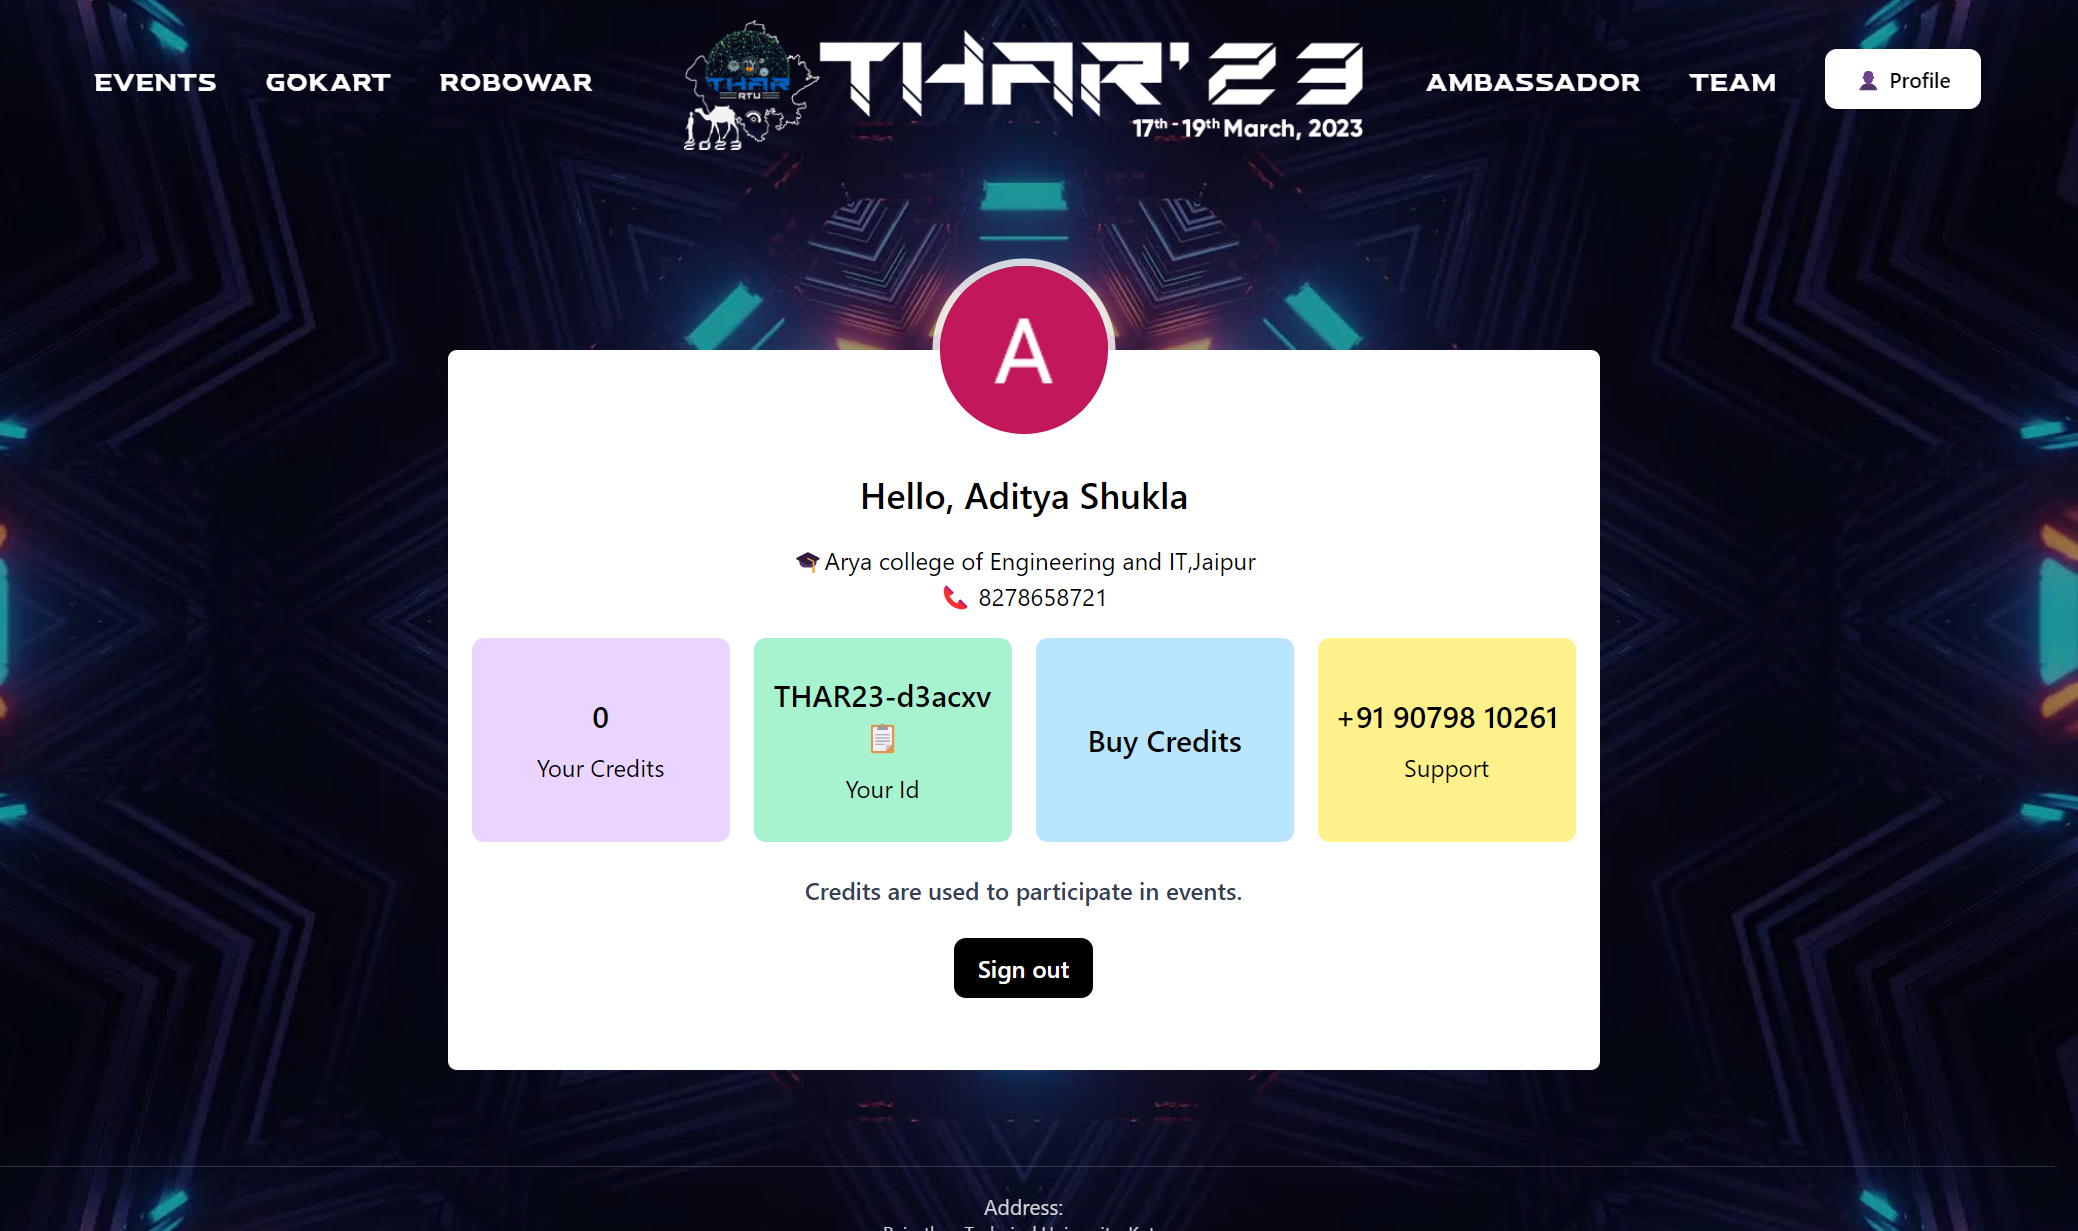 EVENTS
GOKART
ROBOWAR
THAR
RTU
2023
THAR'23
17th - 19th March, 2023
AMBASSADOR
TEAM
Profile
A
Hello, Aditya Shukla
Arya college of Engineering and IT,Jaipur
8278658721
0
Your Credits
THAR23-d3acxv
Your Id
Buy Credits
+91 90798 10261
Support
Credits are used to participate in events.
Sign out
Address: